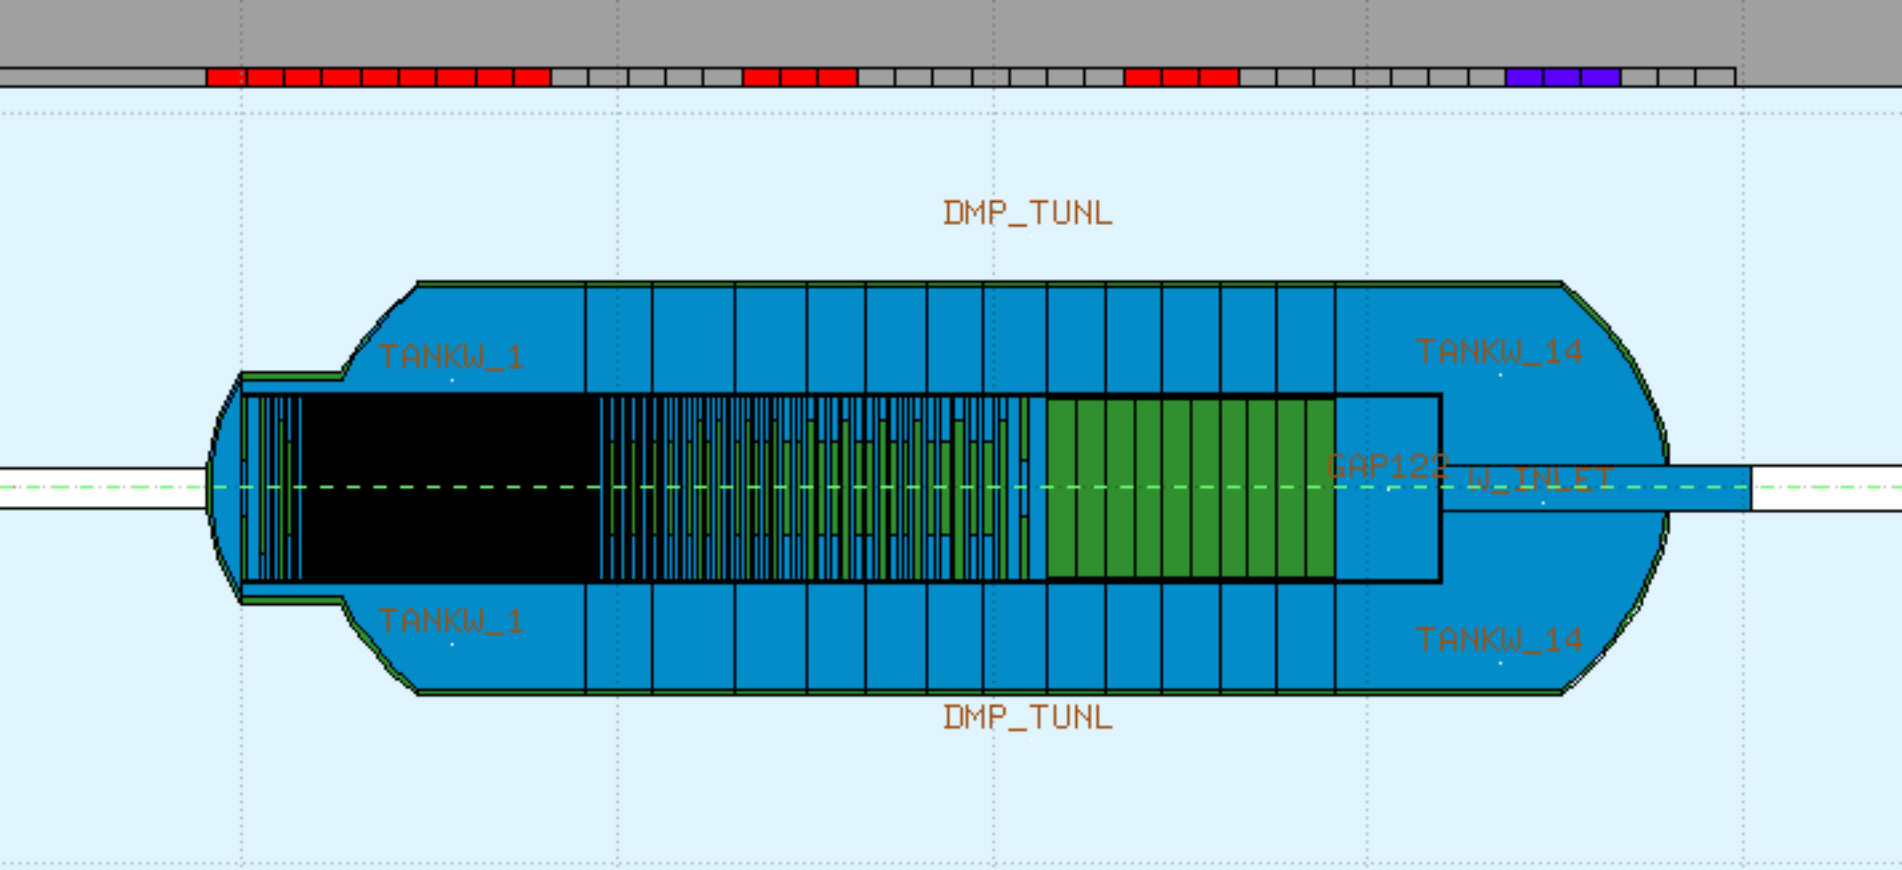 DMP_TUNL
TANKW_1
TANKW_14
GAP122
W_INLET
TANKW_1
TANKW_14
DMP_TUNL